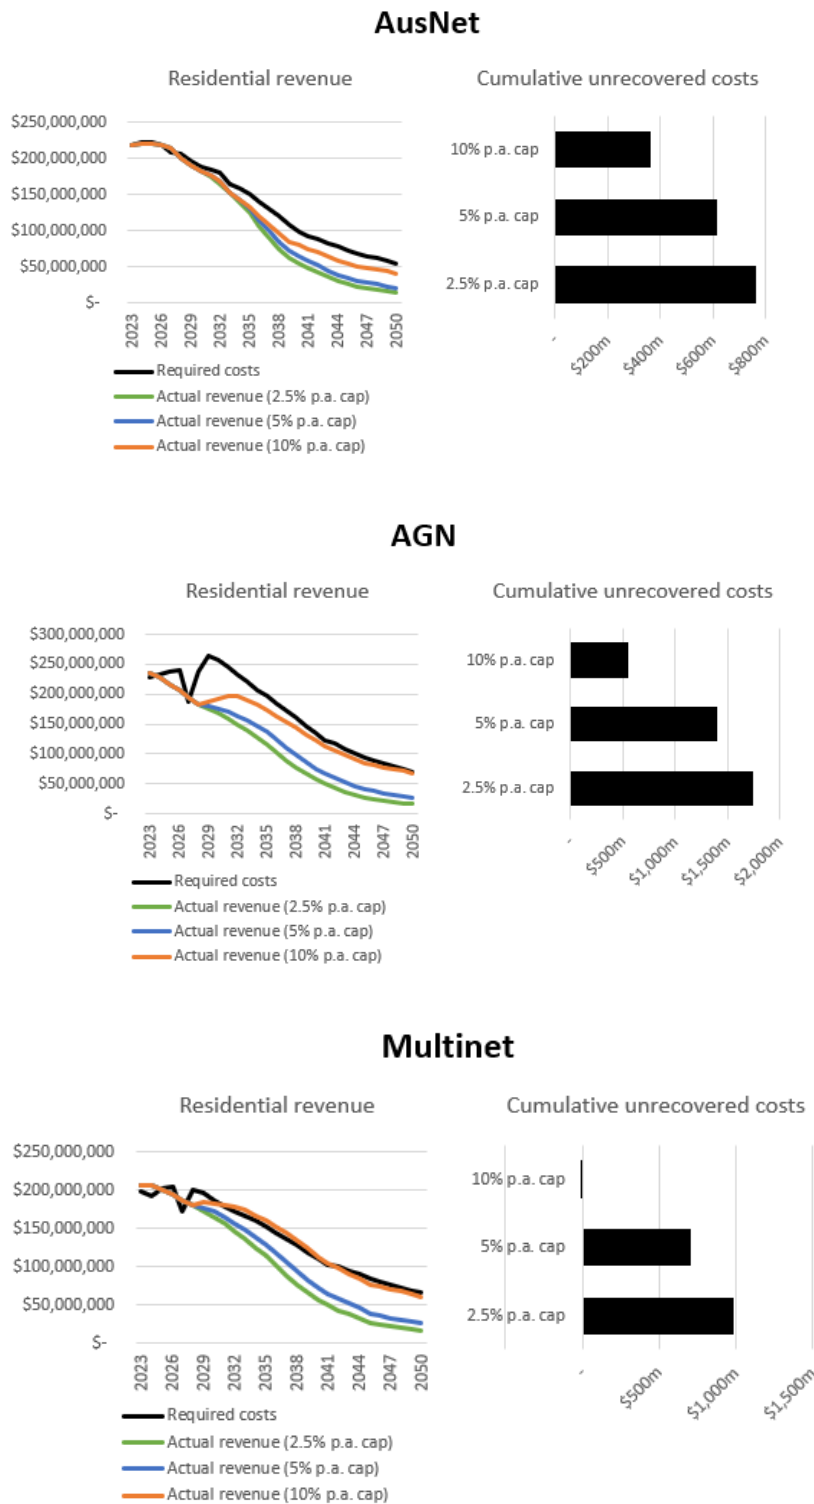 AusNet
Residential revenue
$250,000,000
$200,000,000
$150,000,000
$100,000,000
$50,000,000
$-
2023
2026
2029
2032
2035
2038
2041
2044
2047
2050
Required costs
Actual revenue (2.5% p.a. cap)
Actual revenue (5% p.a. cap)
Actual revenue (10% p.a. cap)
Cumulative unrecovered costs
10% p.a. cap
5% p.a. cap
2.5% p.a. cap
-
$200m
$400m
$600m
$800m
AGN
Residential revenue
$300,000,000
$250,000,000
$200,000,000
$150,000,000
$100,000,000
$50,000,000
$-
2023
2026
2029
2032
2035
2038
2041
2044
2047
2050
Required costs
Actual revenue (2.5% p.a. cap)
Actual revenue (5% p.a. cap)
Actual revenue (10% p.a. cap)
Cumulative unrecovered costs
10% p.a. cap
5% p.a. cap
2.5% p.a. cap
-
$500m
$1,000m
$1,500m
$2,000m
Multinet
Residential revenue
$250,000,000
$200,000,000
$150,000,000
$100,000,000
$50,000,000
$-
2023
2026
2029
2032
2035
2038
2041
2044
2047
2050
Required costs
Actual revenue (2.5% p.a. cap)
Actual revenue (5% p.a. cap)
Actual revenue (10% p.a. cap)
Cumulative unrecovered costs
10% p.a. cap
5% p.a. cap
2.5% p.a. cap
-
$500m
$1,000m
$1,500m